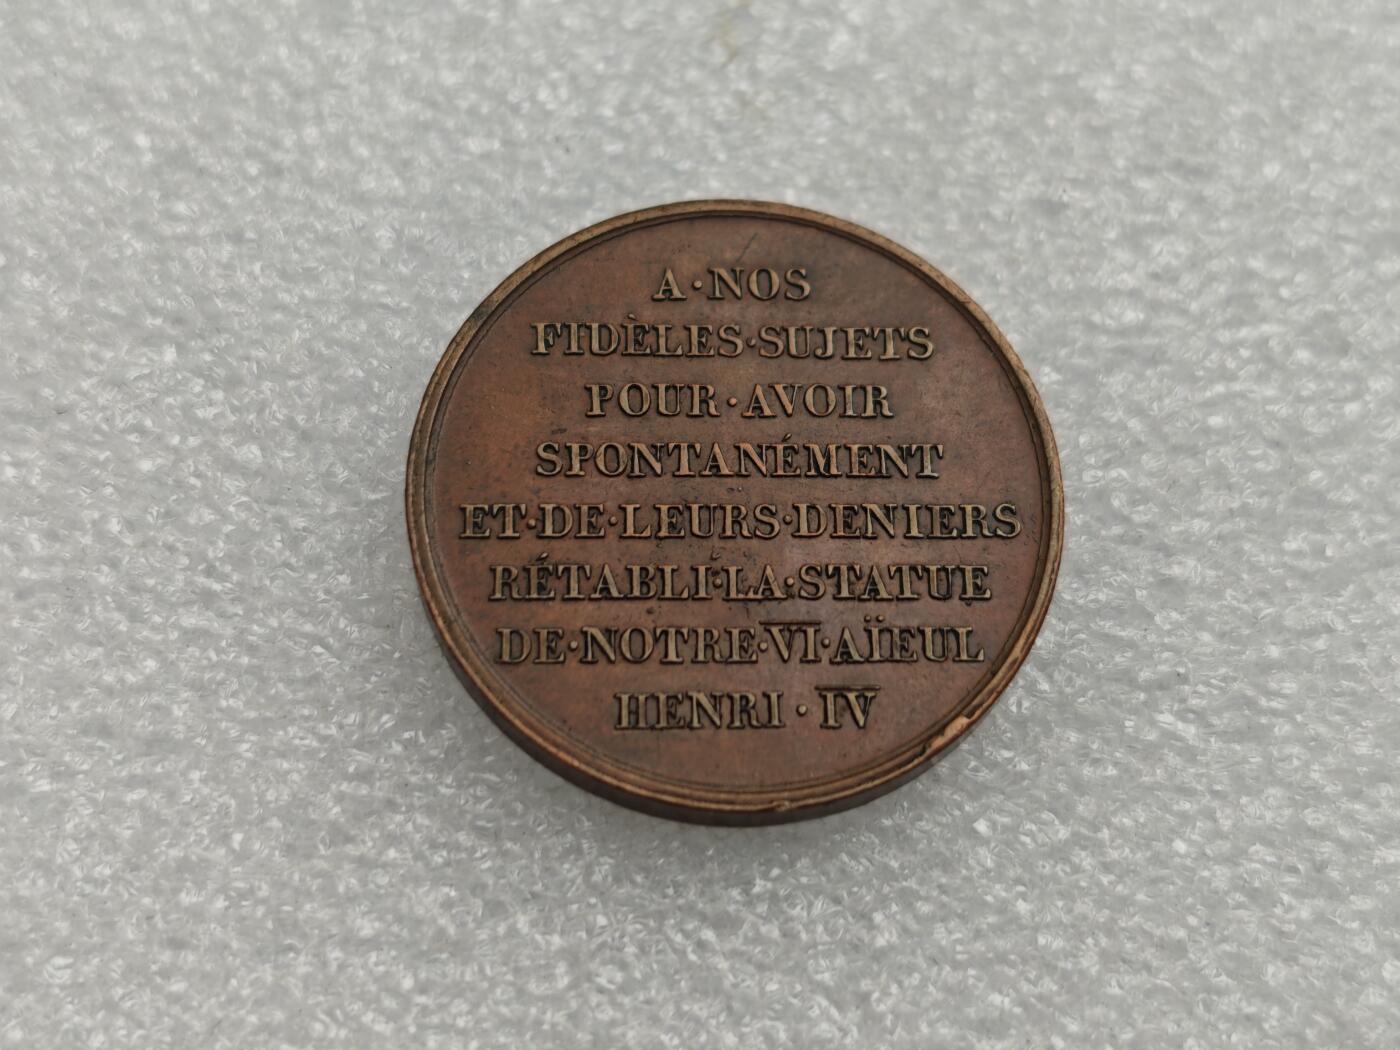 A·NOS
FIDÈLES·SUJETS
POUR·AVOIR
SPONTANÉMENT
ET·DE·LEURS·DENIERS
RÉTABLI·LA·STATUE
DE·NOTRE·VI·AÏEUL
HENRI·IV